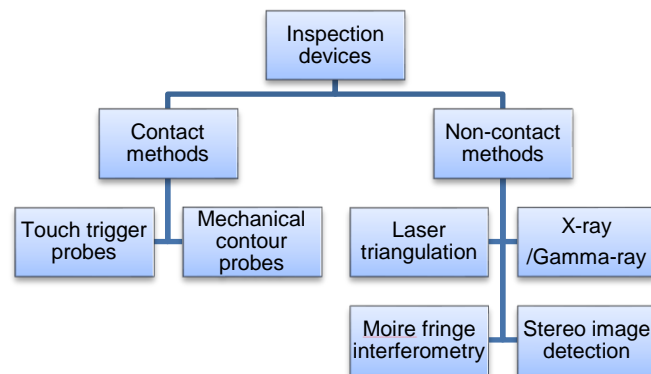 Inspection
devices
Contact
methods
Non-contact
methods
Touch trigger
probes
Mechanical
contour
probes
Laser
triangulation
X-ray
/Gamma-ray
Moire fringe
interferometry
Stereo image
detection